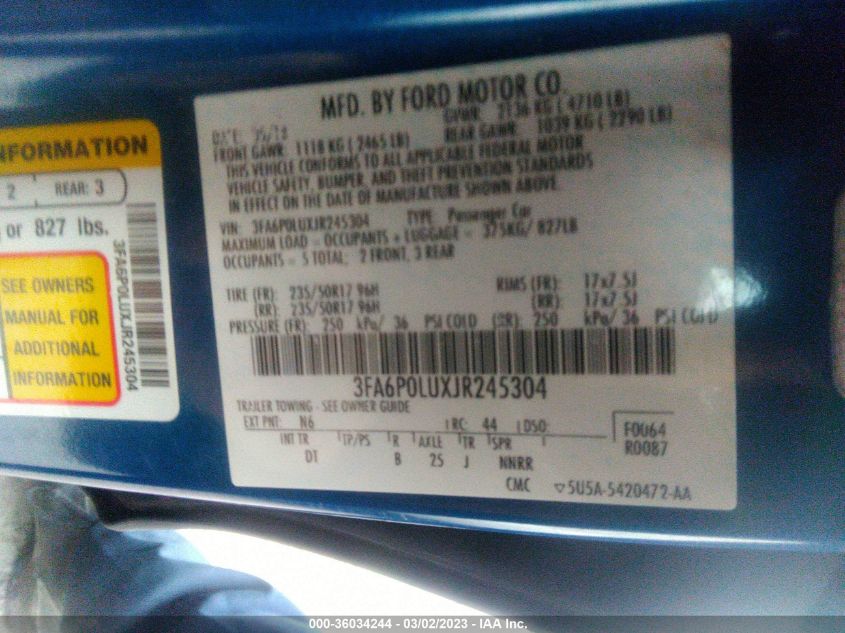 NFORMATION
2 REAR: 3
or 827 lbs.
SEE OWNERS
MANUAL FOR
ADDITIONAL
INFORMATION
3FA6P0LUXJR245304
MFD. BY FORD MOTOR CO.
DATE: 05/18 GVWR: 2136 KG ( 4710 LB)
FRONT GAWR: 1118 KG ( 2465 LB) REAR GAWR: 1039 KG ( 2290 LB)
THIS VEHICLE CONFORMS TO ALL APPLICABLE FEDERAL MOTOR
VEHICLE SAFETY, BUMPER, AND THEFT PREVENTION STANDARDS
IN EFFECT ON THE DATE OF MANUFACTURE SHOWN ABOVE.
VIN: 3FA6P0LUXJR245304 TYPE: Passenger Car
MAXIMUM LOAD = OCCUPANTS + LUGGAGE = 375KG/ 827LB
OCCUPANTS = 5 TOTAL: 2 FRONT, 3 REAR
TIRE (FR): 235/50R17 96H RIMS (FR): 17x7.5J
(RR): 235/50R17 96H (RR): 17x7.5J
PRESSURE (FR): 250 kPa/ 36 PSI COLD (RR): 250 kPa/ 36 PSI COLD
3FA6P0LUXJR245304
TRAILER TOWING - SEE OWNER GUIDE
EXT PNT: N6 RC: 44 DSO: F0064
INT TR TP/PS R AXLE TR SPR R0087
DT B 25 J NNRR
CMC ▽5U5A-5420472-AA
000-36034244 - 03/02/2023 - IAA Inc.